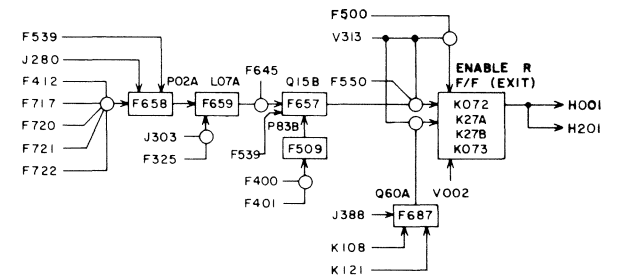 F500
V313
F539
J280
F412
F717
F720
F721
F722
F658
P02A
F659
L07A
J303
F325
F645
Q15B
F657
P83B
F539
F509
F400
F401
F550
ENABLE R
F/F (EXIT)
K072
K27A
K27B
K073
H001
H201
Q60A
V002
J388
F687
K108
K121